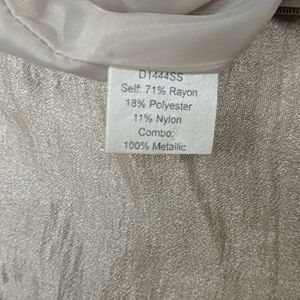 D1444SS
Self: 71% Rayon
18% Polyester
11% Nylon
Combo:
100% Metallic